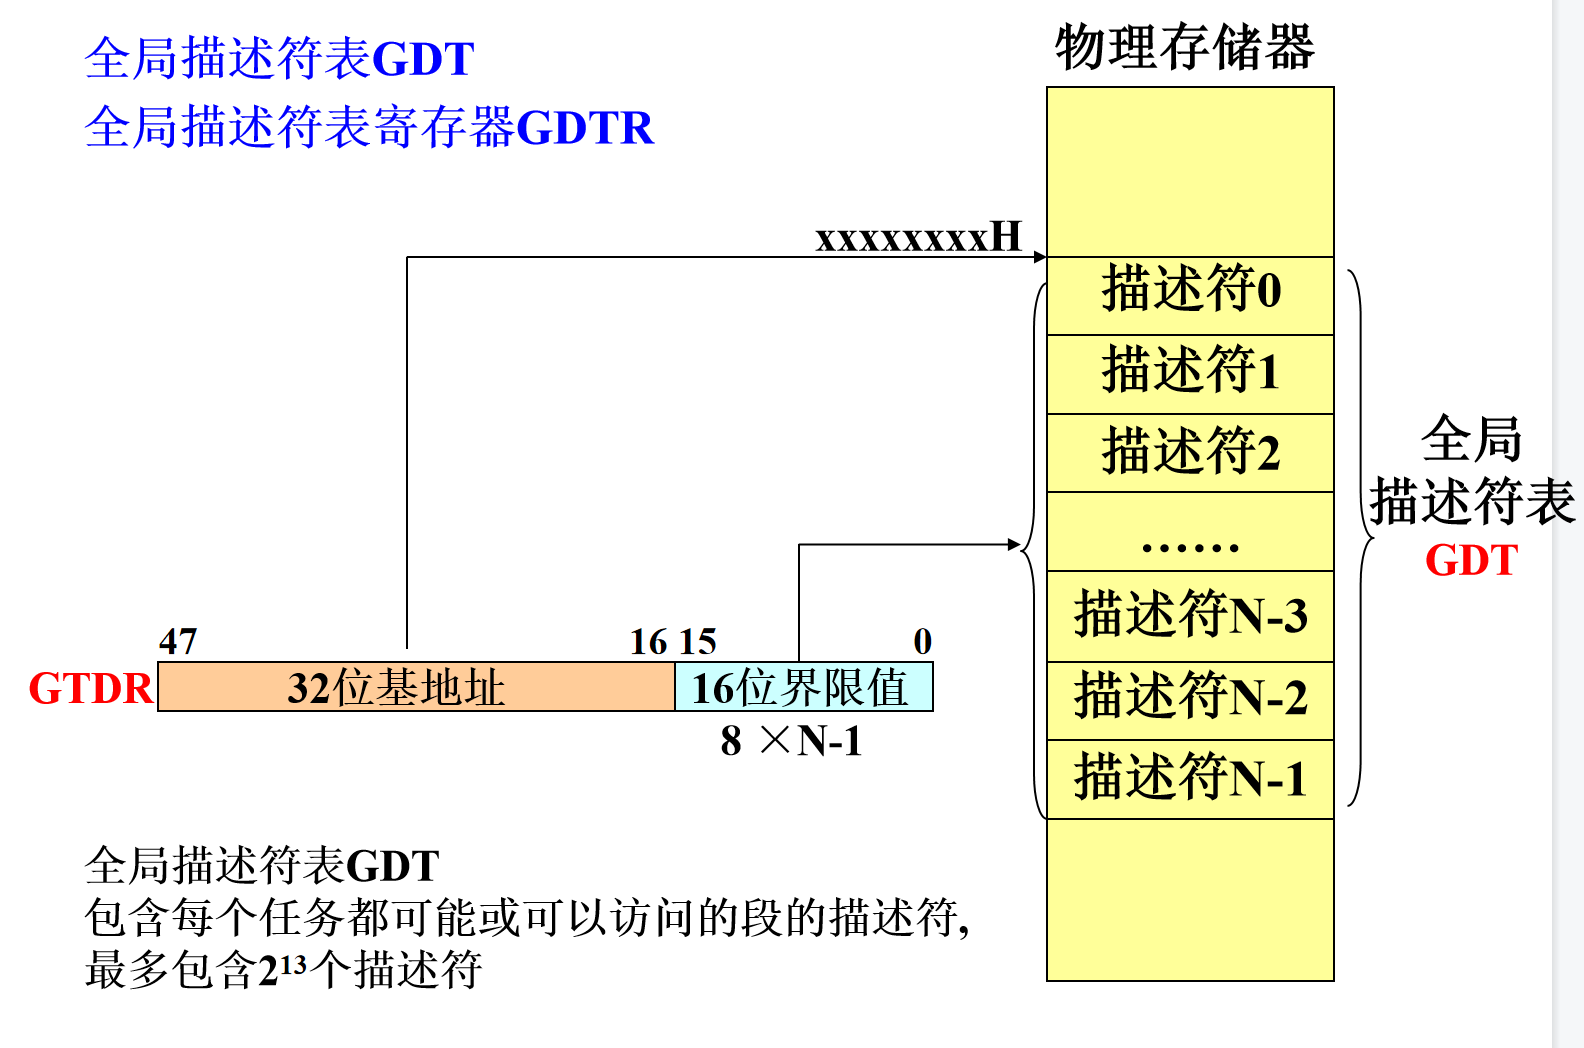 全局描述符表GDT
全局描述符表寄存器GDTR
物理存储器
xxxxxxxxH
描述符0
描述符1
描述符2
……
描述符N-3
描述符N-2
描述符N-1
全局
描述符表
GDT
47
16 15
0
GTDR
32位基地址
16位界限值
8 ×N-1
全局描述符表GDT
包含每个任务都可能或可以访问的段的描述符,
最多包含2¹³个描述符